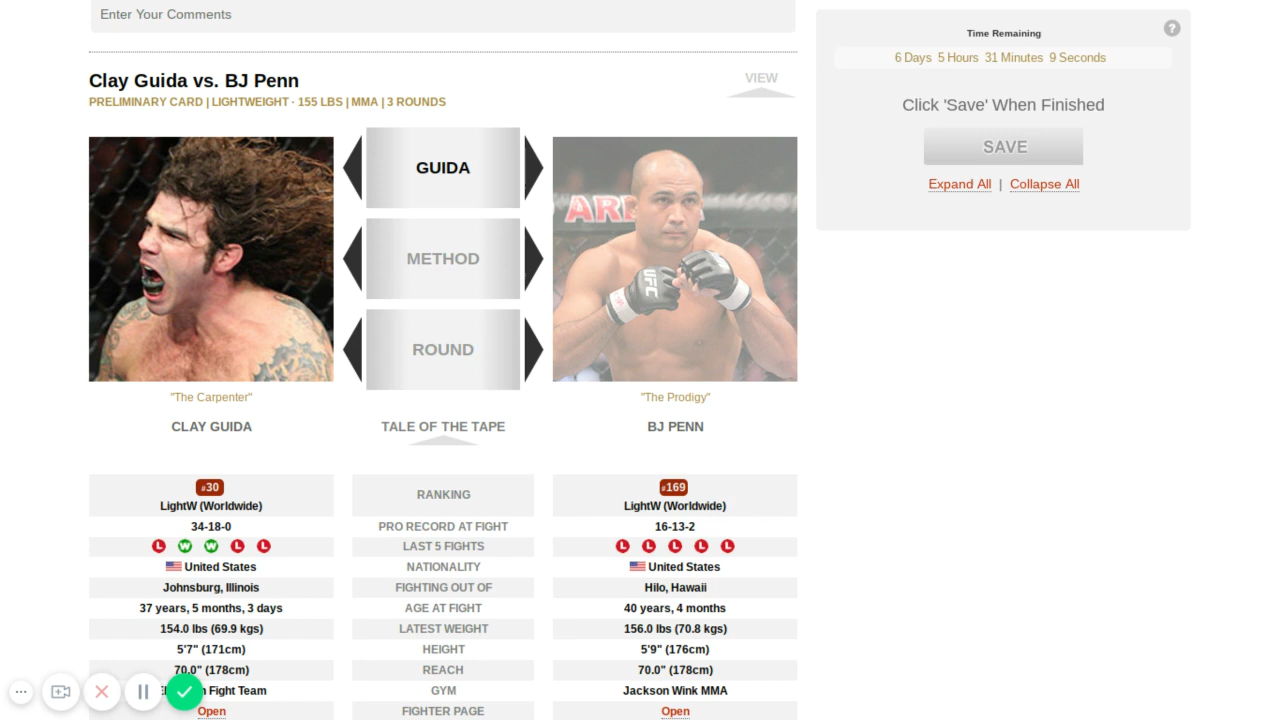 Enter Your Comments
Time Remaining
?
6 Days 5 Hours 31 Minutes 9 Seconds
Clay Guida vs. BJ Penn
VIEW
PRELIMINARY CARD | LIGHTWEIGHT · 155 LBS | MMA | 3 ROUNDS
Click 'Save' When Finished
SAVE
Expand All | Collapse All
GUIDA
METHOD
ROUND
UFC
"The Carpenter"
"The Prodigy"
CLAY GUIDA
TALE OF THE TAPE
BJ PENN
#30 LightW (Worldwide) RANKING #169 LightW (Worldwide)
34-18-0 PRO RECORD AT FIGHT 16-13-2
L W W L L LAST 5 FIGHTS L L L L L
United States NATIONALITY United States
Johnsburg, Illinois FIGHTING OUT OF Hilo, Hawaii
37 years, 5 months, 3 days AGE AT FIGHT 40 years, 4 months
154.0 lbs (69.9 kgs) LATEST WEIGHT 156.0 lbs (70.8 kgs)
5'7" (171cm) HEIGHT 5'9" (176cm)
70.0" (178cm) REACH 70.0" (178cm)
Fight Team GYM Jackson Wink MMA
Open FIGHTER PAGE Open